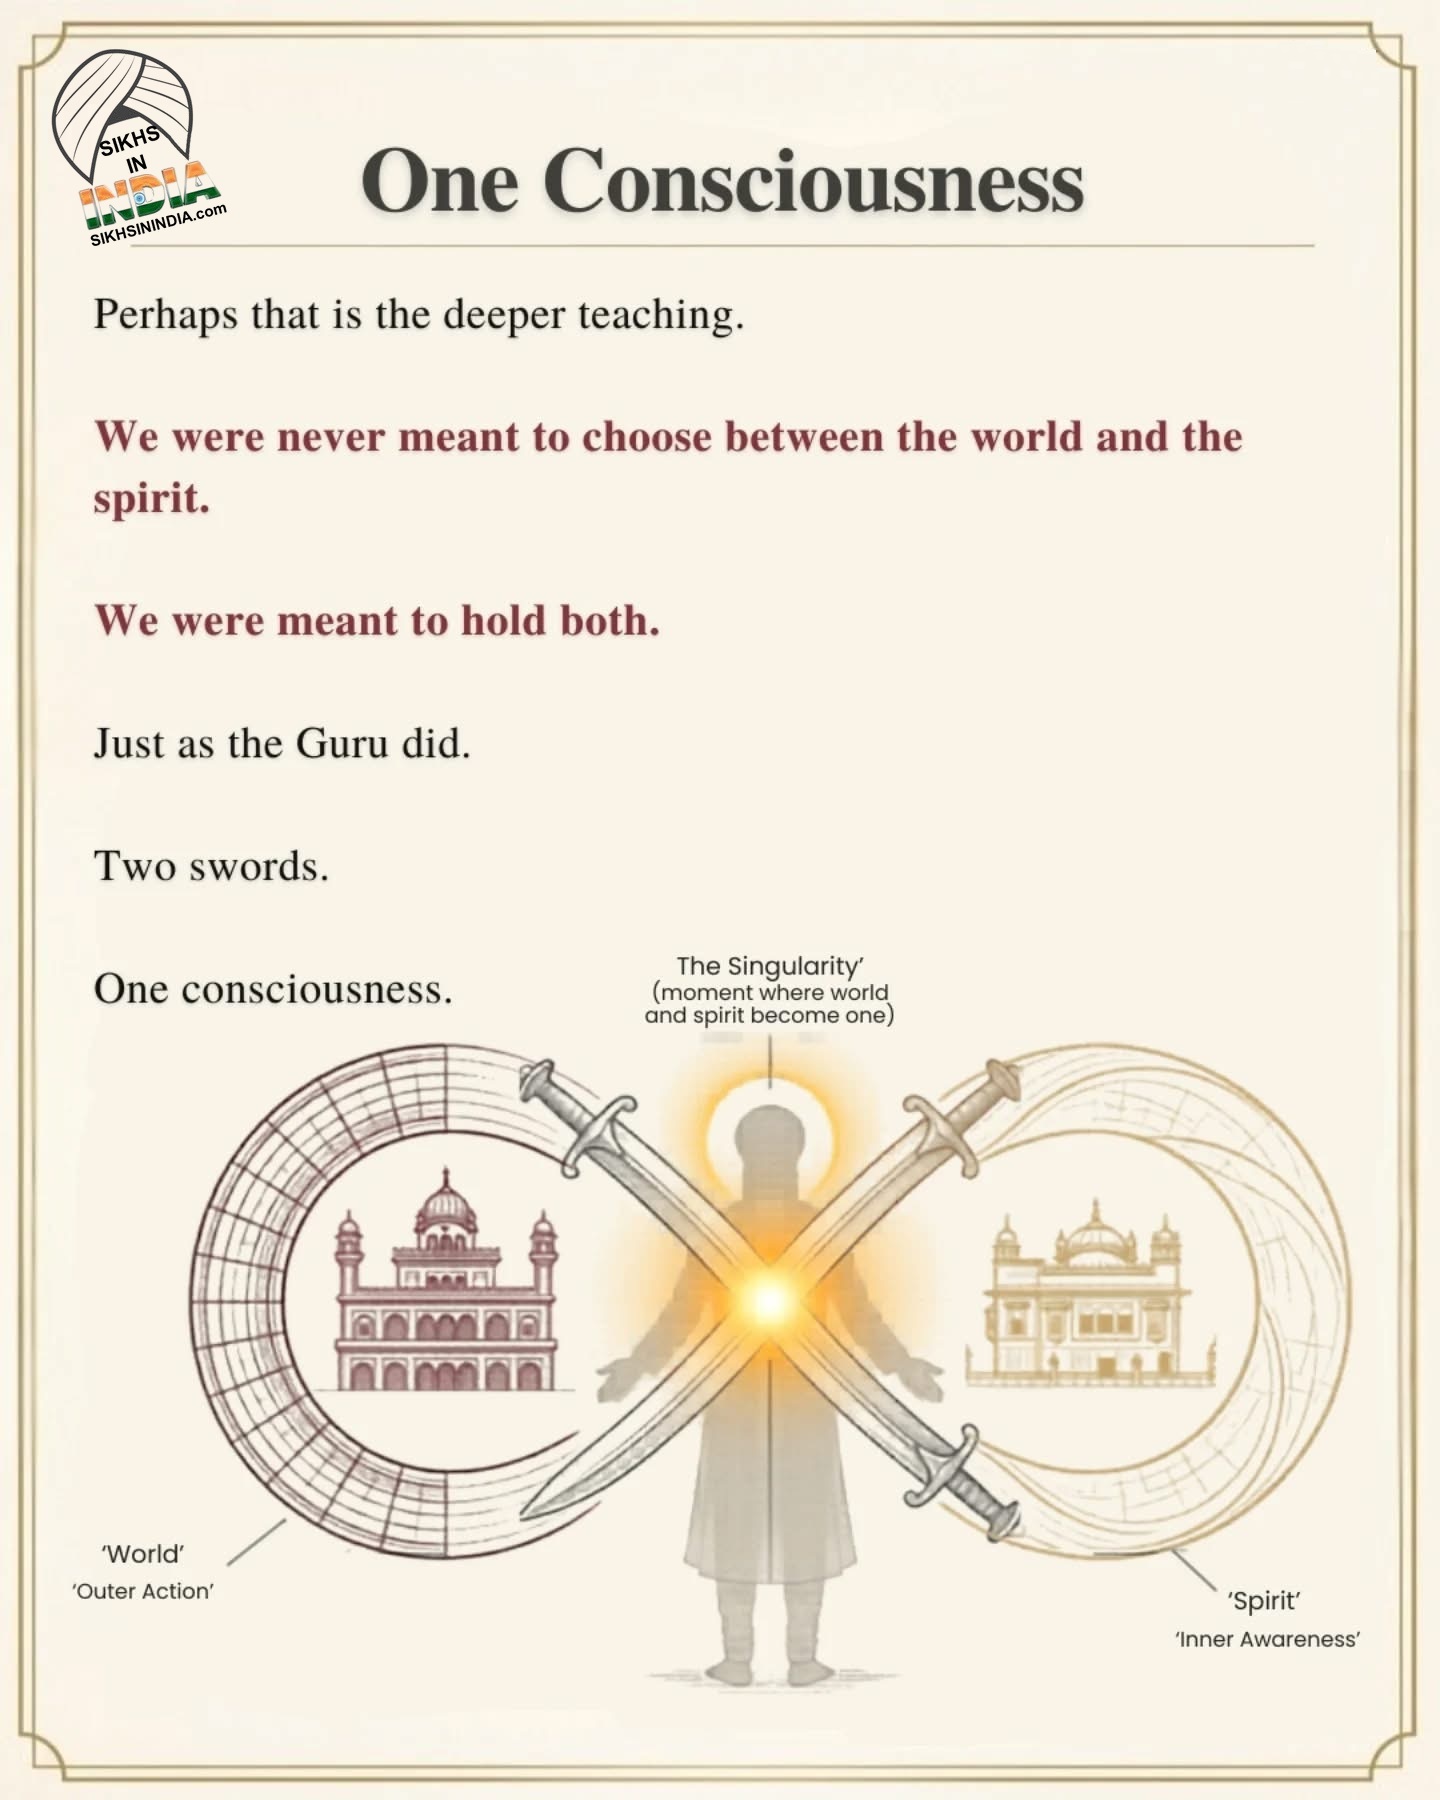 SIKHS
IN
INDIA
SIKHSININDIA.com
One Consciousness
Perhaps that is the deeper teaching.
We were never meant to choose between the world and the
spirit.
We were meant to hold both.
Just as the Guru did.
Two swords.
One consciousness.
The Singularity’
(moment where world
and spirit become one)
‘World’
‘Outer Action’
‘Spirit’
‘Inner Awareness’